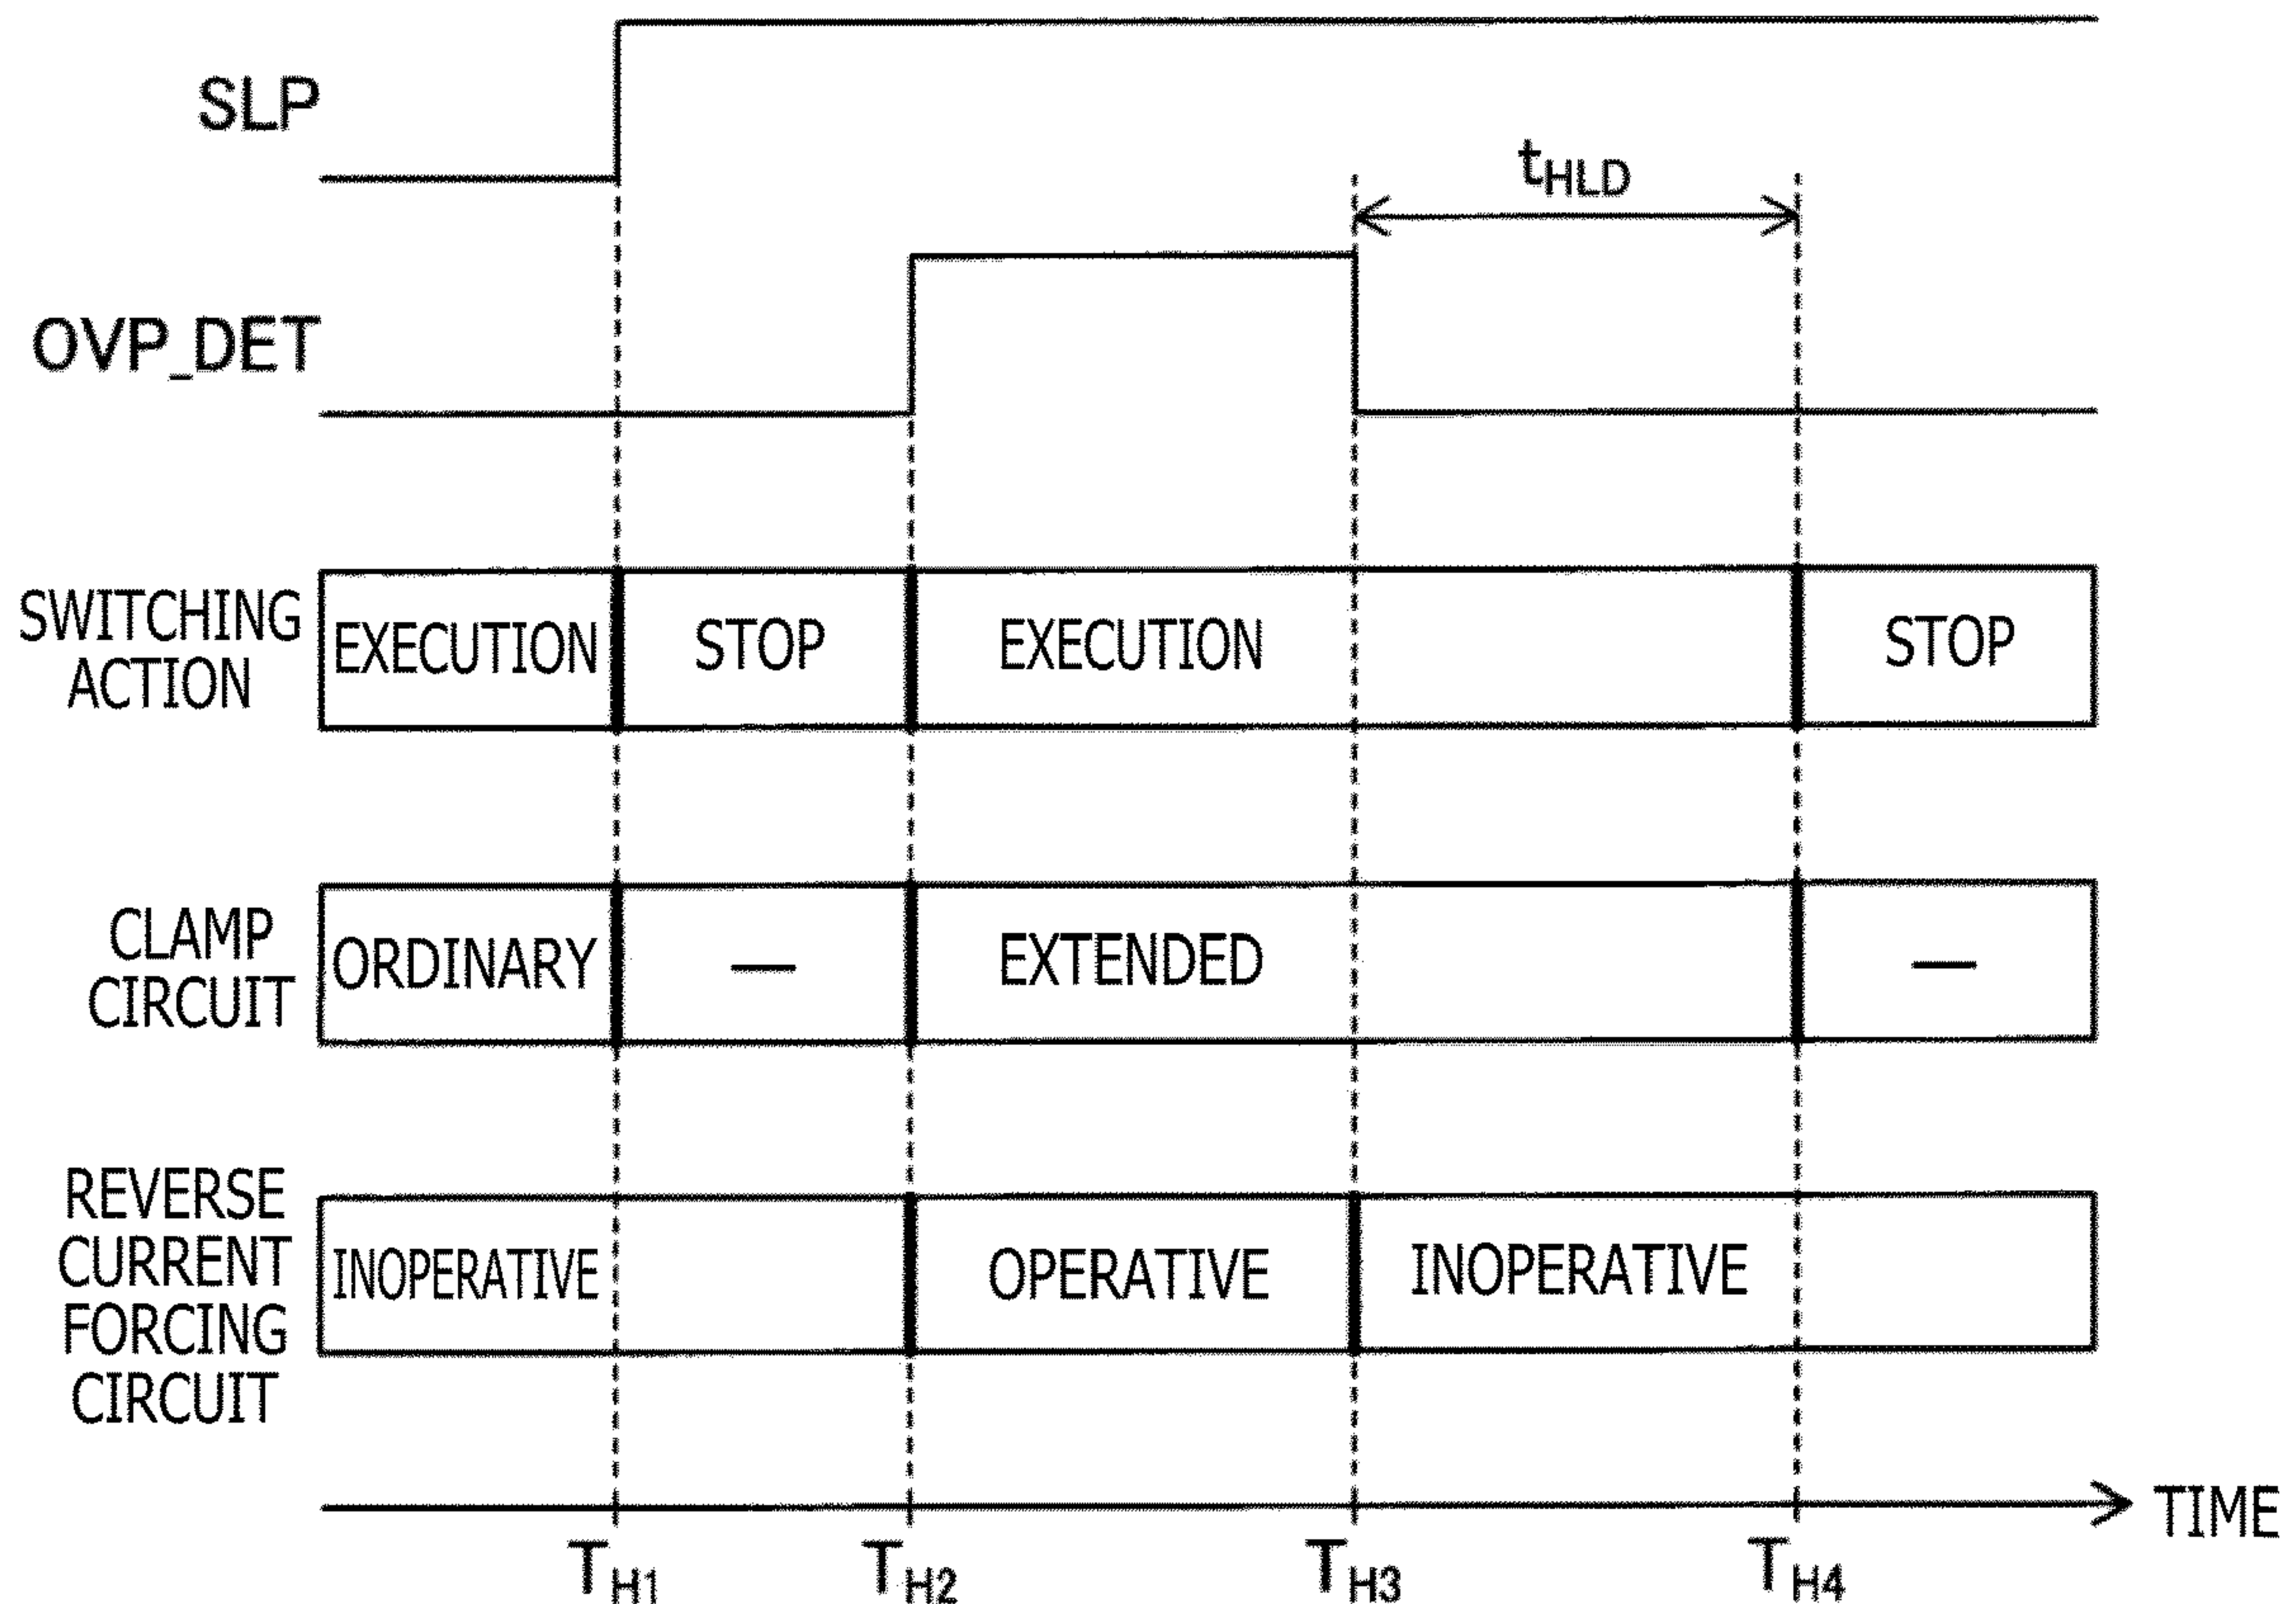 SLP
tHLD
OVP_DET
SWITCHING
ACTION
EXECUTION
STOP
EXECUTION
STOP
CLAMP
CIRCUIT
ORDINARY
—
EXTENDED
—
REVERSE
CURRENT
FORCING
CIRCUIT
INOPERATIVE
OPERATIVE
INOPERATIVE
TIME
TH1
TH2
TH3
TH4